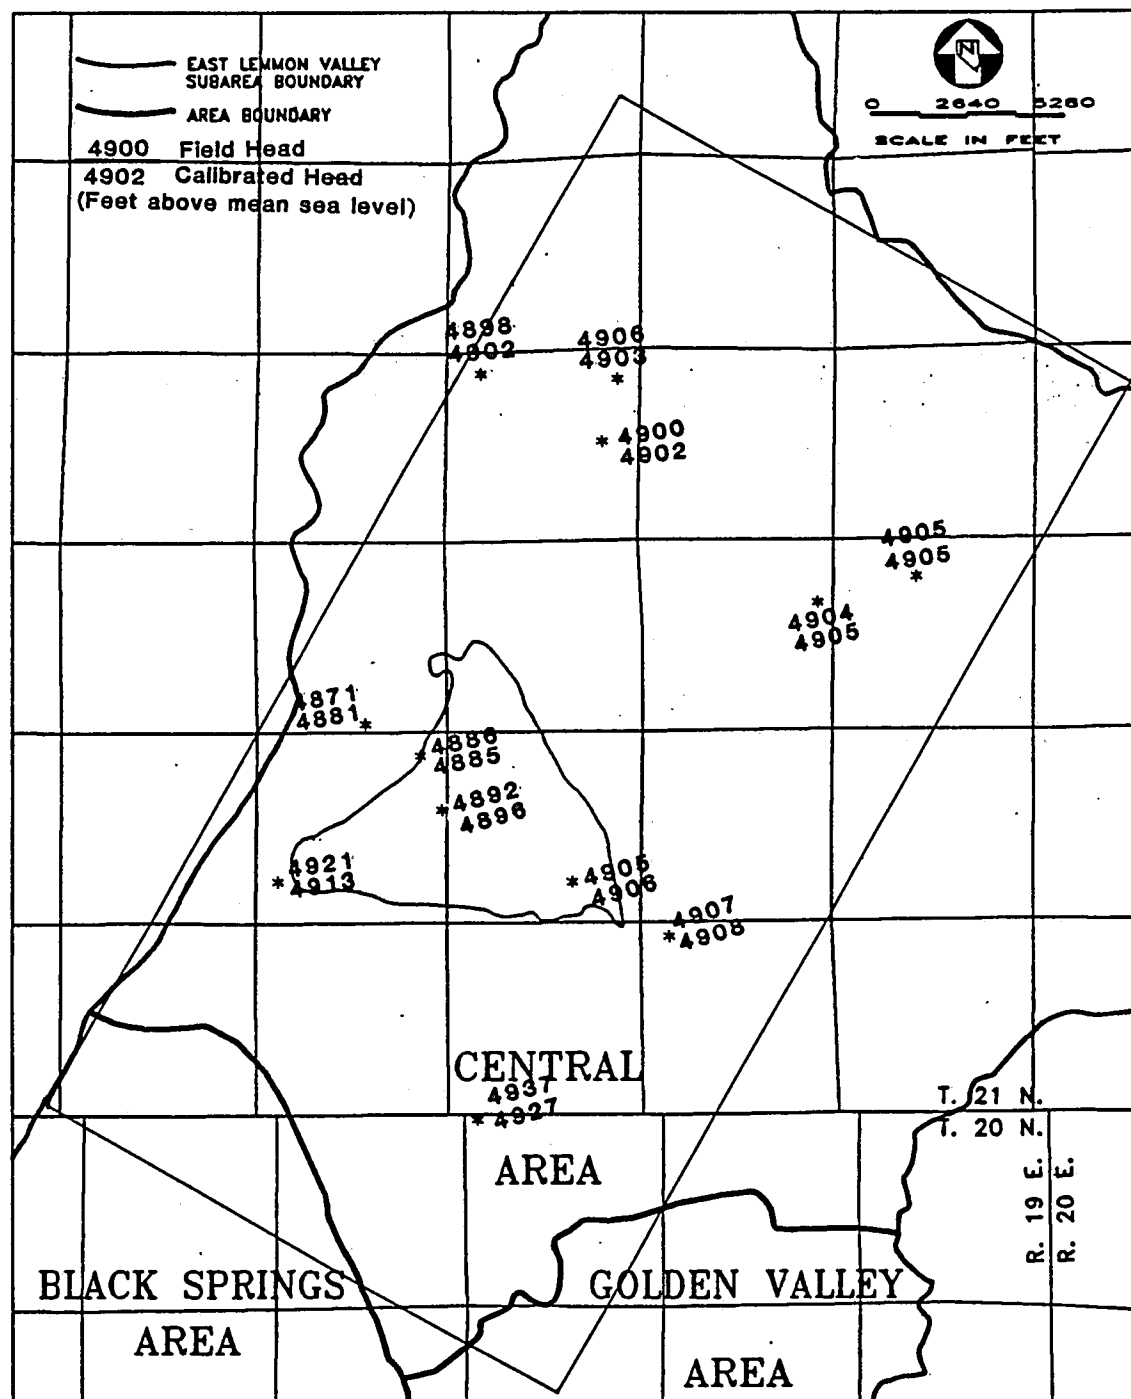 EAST LEMMON VALLEY
SUBAREA BOUNDARY
AREA BOUNDARY
4900 Field Head
4902 Calibrated Head
(Feet above mean sea level)
N
0 2640 5280
SCALE IN FEET
4898
4902
4906
4903
4900
4902
4905
4905
4904
4905
4871
4881
4886
4885
4892
4896
4921
4913
4905
4906
4907
4908
CENTRAL
4937
4927
AREA
T. 21 N.
T. 20 N.
R. 19 E.
R. 20 E.
BLACK SPRINGS
AREA
GOLDEN VALLEY
AREA